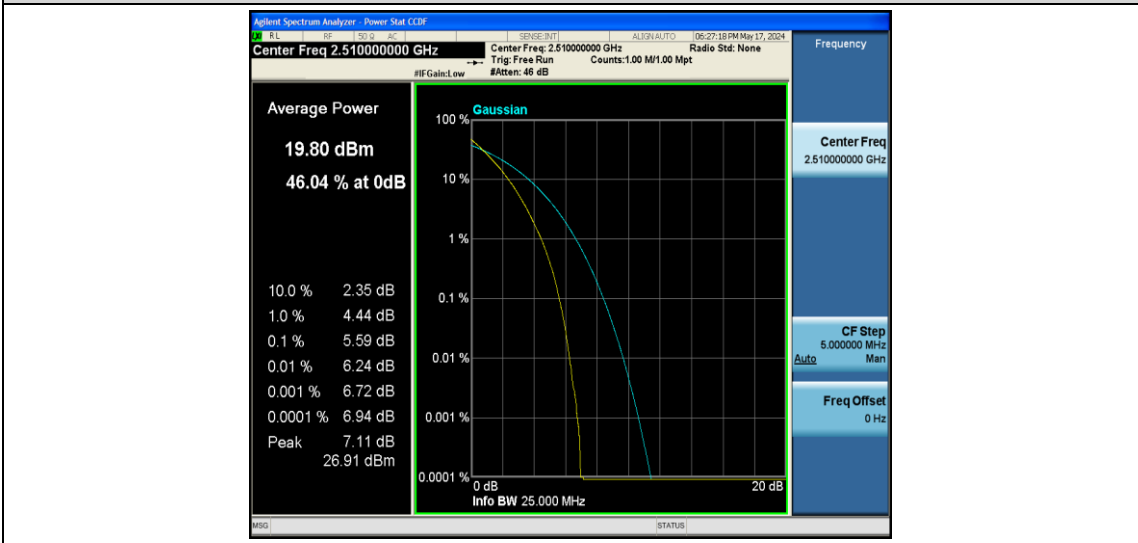 Agilent Spectrum Analyzer - Power Stat CCDF
LXI RL RF 50 Ω AC SENSE:INT ALIGN AUTO 06:27:18 PM May 17, 2024
Center Freq 2.510000000 GHz
Center Freq: 2.510000000 GHz Radio Std: None
Trig: Free Run Counts:1.00 M/1.00 Mpt
#IFGain:Low #Atten: 46 dB
Frequency
Average Power
19.80 dBm
46.04 % at 0dB
10.0 % 2.35 dB
1.0 % 4.44 dB
0.1 % 5.59 dB
0.01 % 6.24 dB
0.001 % 6.72 dB
0.0001 % 6.94 dB
Peak 7.11 dB
26.91 dBm
Gaussian
100 %
10 %
1 %
0.1 %
0.01 %
0.001 %
0.0001 %
0 dB 20 dB
Info BW 25.000 MHz
Center Freq
2.510000000 GHz
CF Step
5.000000 MHz
Auto Man
Freq Offset
0 Hz
MSG STATUS